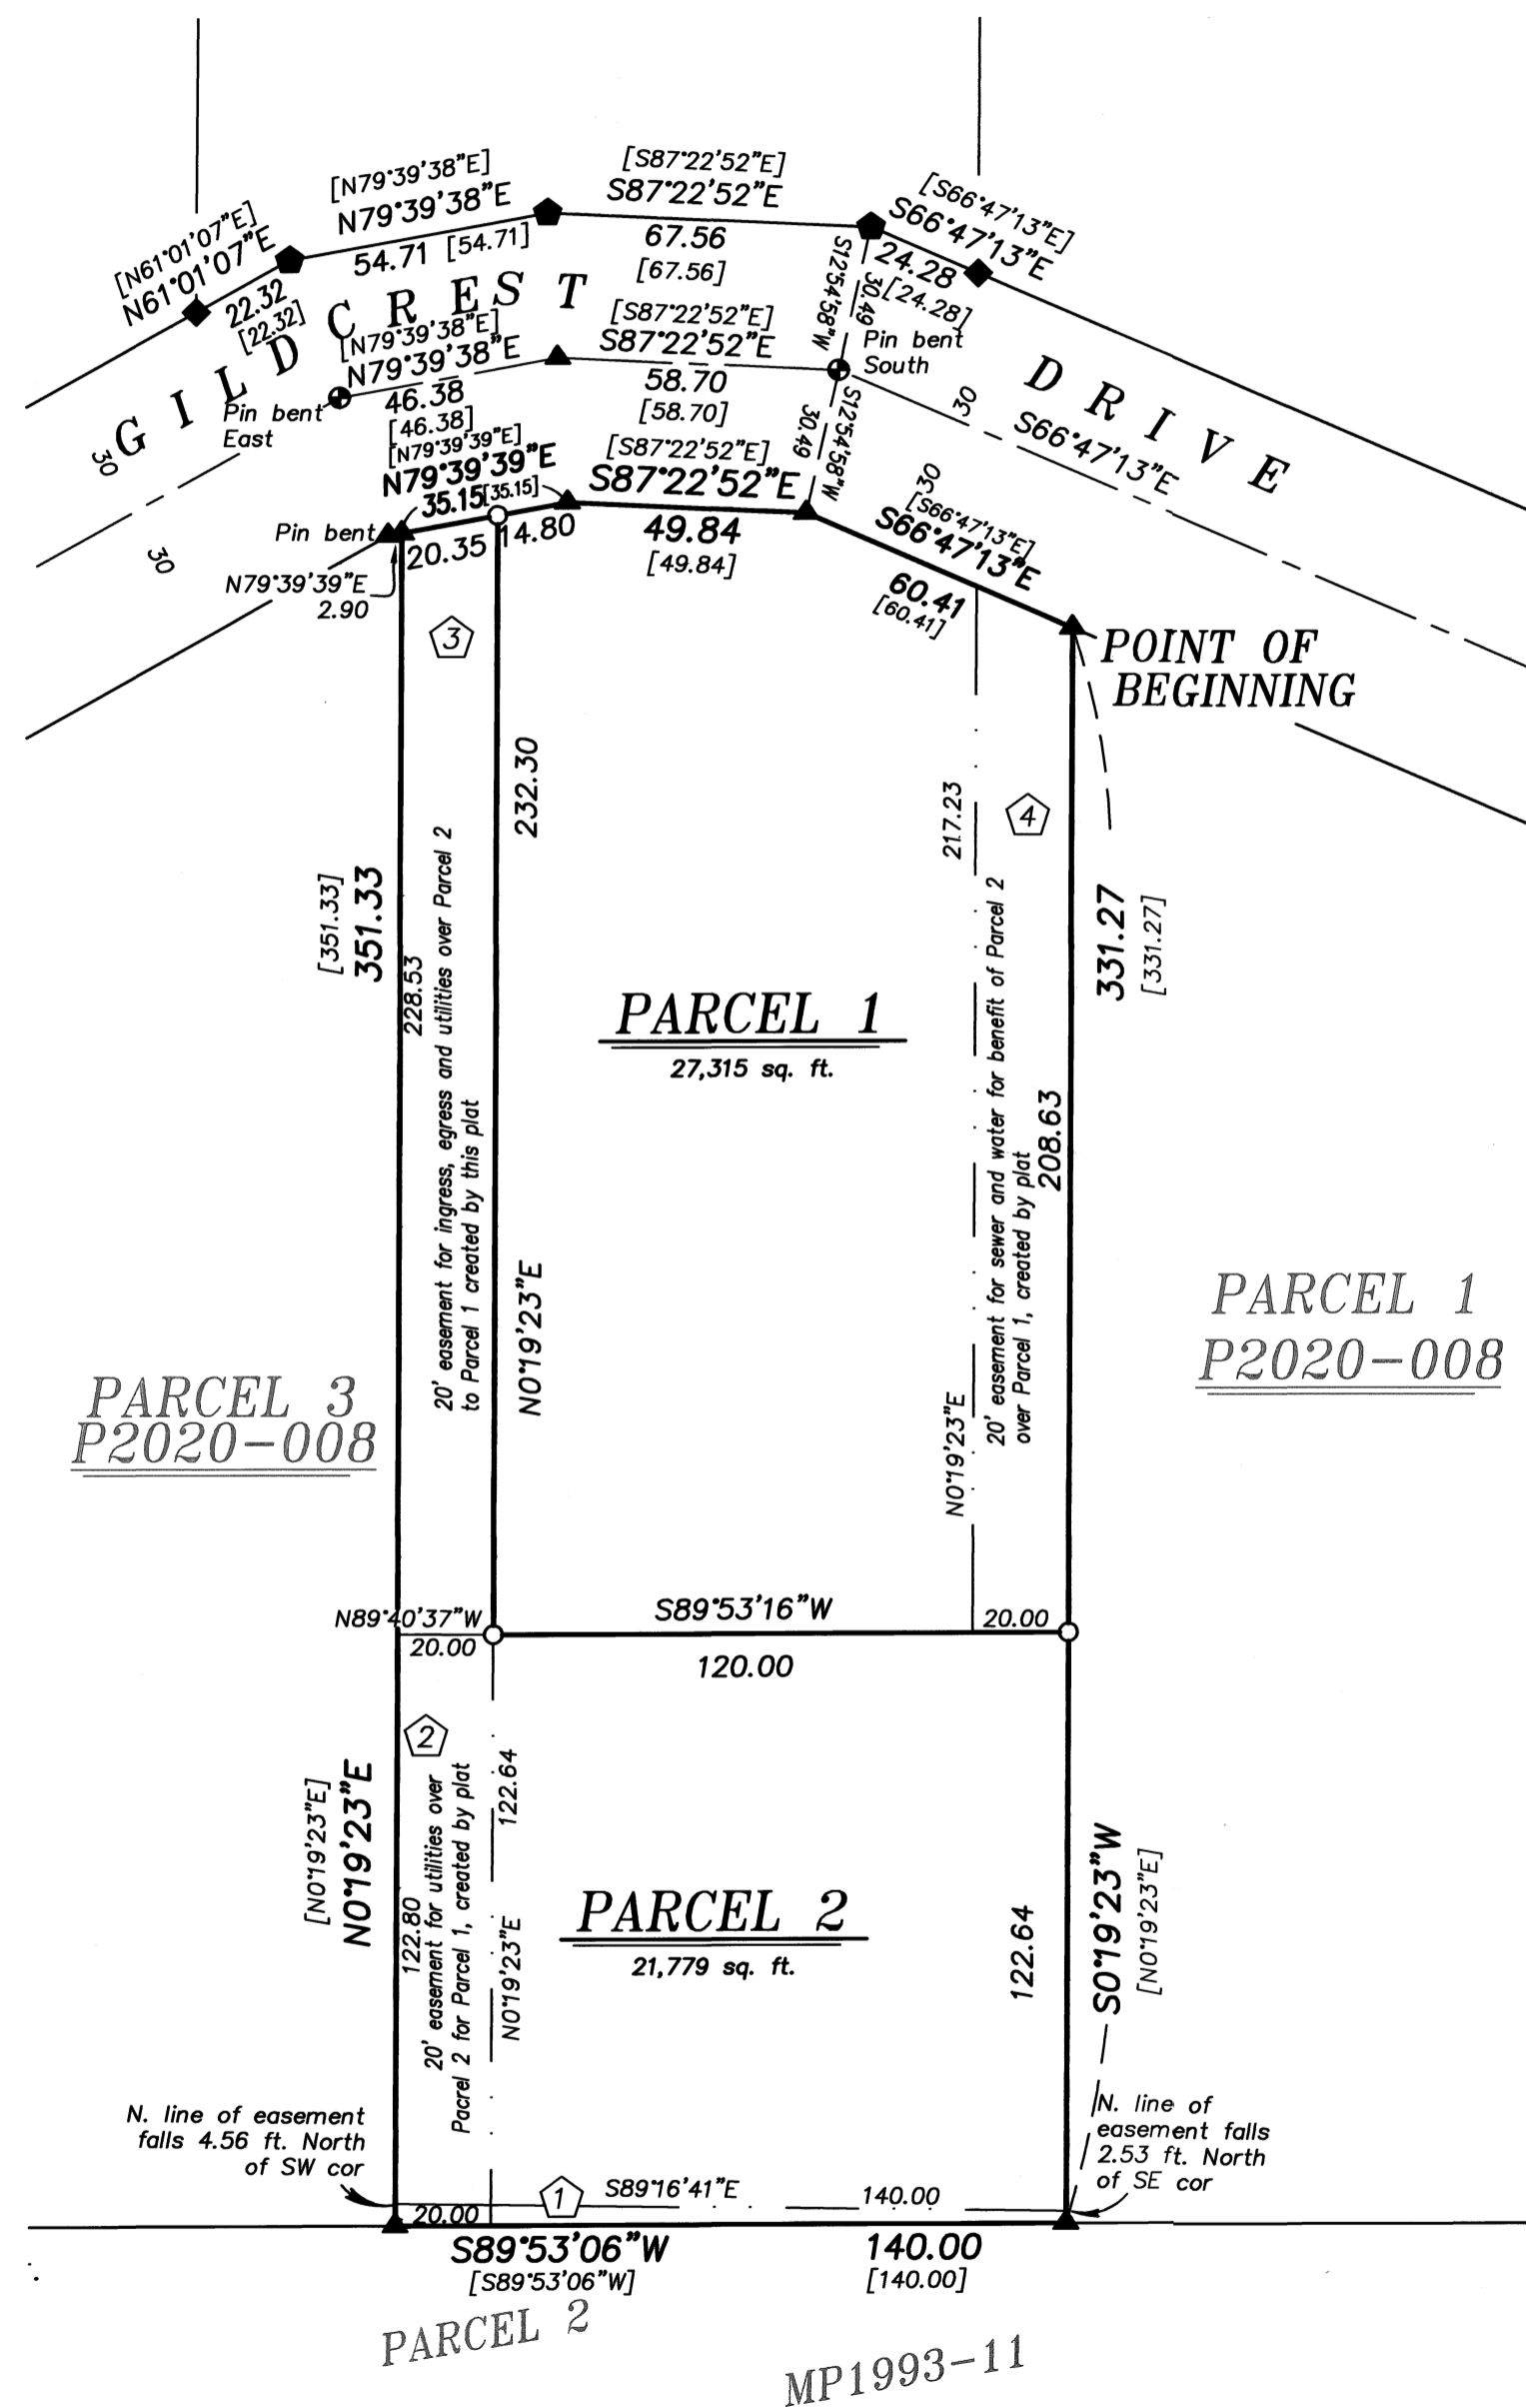 [N61°01'07"E]
N61°01'07"E
22.32
[22.32]
[N79°39'38"E]
N79°39'38"E
54.71 [54.71]
[S87°22'52"E]
S87°22'52"E
67.56
[67.56]
[S66°47'13"E]
S66°47'13"E
24.28
[24.28]
S12°54'58"W
30.49
GILDCREST DRIVE
[N79°39'38"E]
N79°39'38"E
46.38
[46.38]
[S87°22'52"E]
S87°22'52"E
58.70
[58.70]
Pin bent
South
Pin bent
East
S12°54'58"W
30.49
30
S66°47'13"E
30
30
30
[N79°39'39"E]
N79°39'39"E
35.15 [35.15]
[S87°22'52"E]
S87°22'52"E
49.84
[49.84]
[S66°47'13"E]
S66°47'13"E
60.41
[60.41]
Pin bent
20.35
14.80
N79°39'39"E
2.90
POINT OF
BEGINNING
3
4
232.30
217.23
[351.33]
351.33
228.53
20' easement for ingress, egress and utilities over Parcel 2
to Parcel 1 created by this plat
PARCEL 1
27,315 sq. ft.
20' easement for sewer and water for benefit of Parcel 2
over Parcel 1, created by plat
208.63
331.27
[331.27]
N0°19'23"E
N0°19'23"E
PARCEL 3
P2020-008
PARCEL 1
P2020-008
N89°40'37"W
20.00
S89°53'16"W
120.00
20.00
2
[N0°19'23"E]
N0°19'23"E
122.80
20' easement for utilities over
Pacrel 2 for Parcel 1, created by plat
122.64
N0°19'23"E
PARCEL 2
21,779 sq. ft.
122.64
S0°19'23"W
[N0°19'23"E]
N. line of easement
falls 4.56 ft. North
of SW cor
N. line of
easement falls
2.53 ft. North
of SE cor
1
S89°16'41"E
140.00
20.00
S89°53'06"W
[S89°53'06"W]
140.00
[140.00]
PARCEL 2
MP1993-11